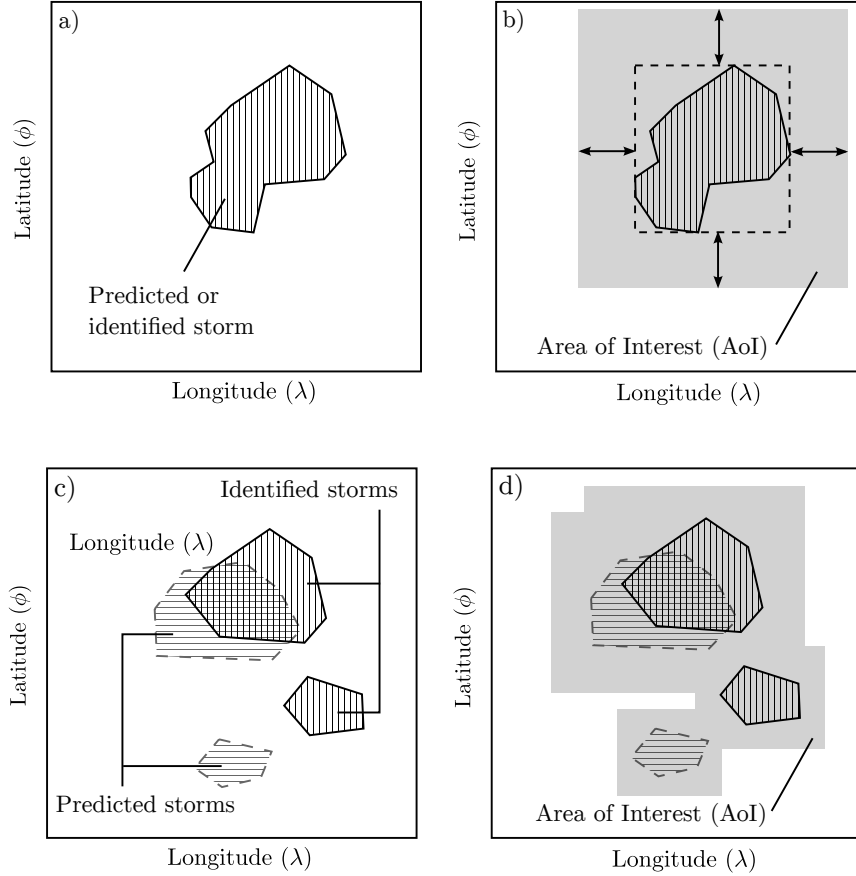 a)
Latitude (ϕ)
Predicted or
identified storm
Longitude (λ)
b)
Latitude (ϕ)
Area of Interest (AoI)
Longitude (λ)
c)
Identified storms
Longitude (λ)
Latitude (ϕ)
Predicted storms
Longitude (λ)
d)
Latitude (ϕ)
Area of Interest (AoI)
Longitude (λ)